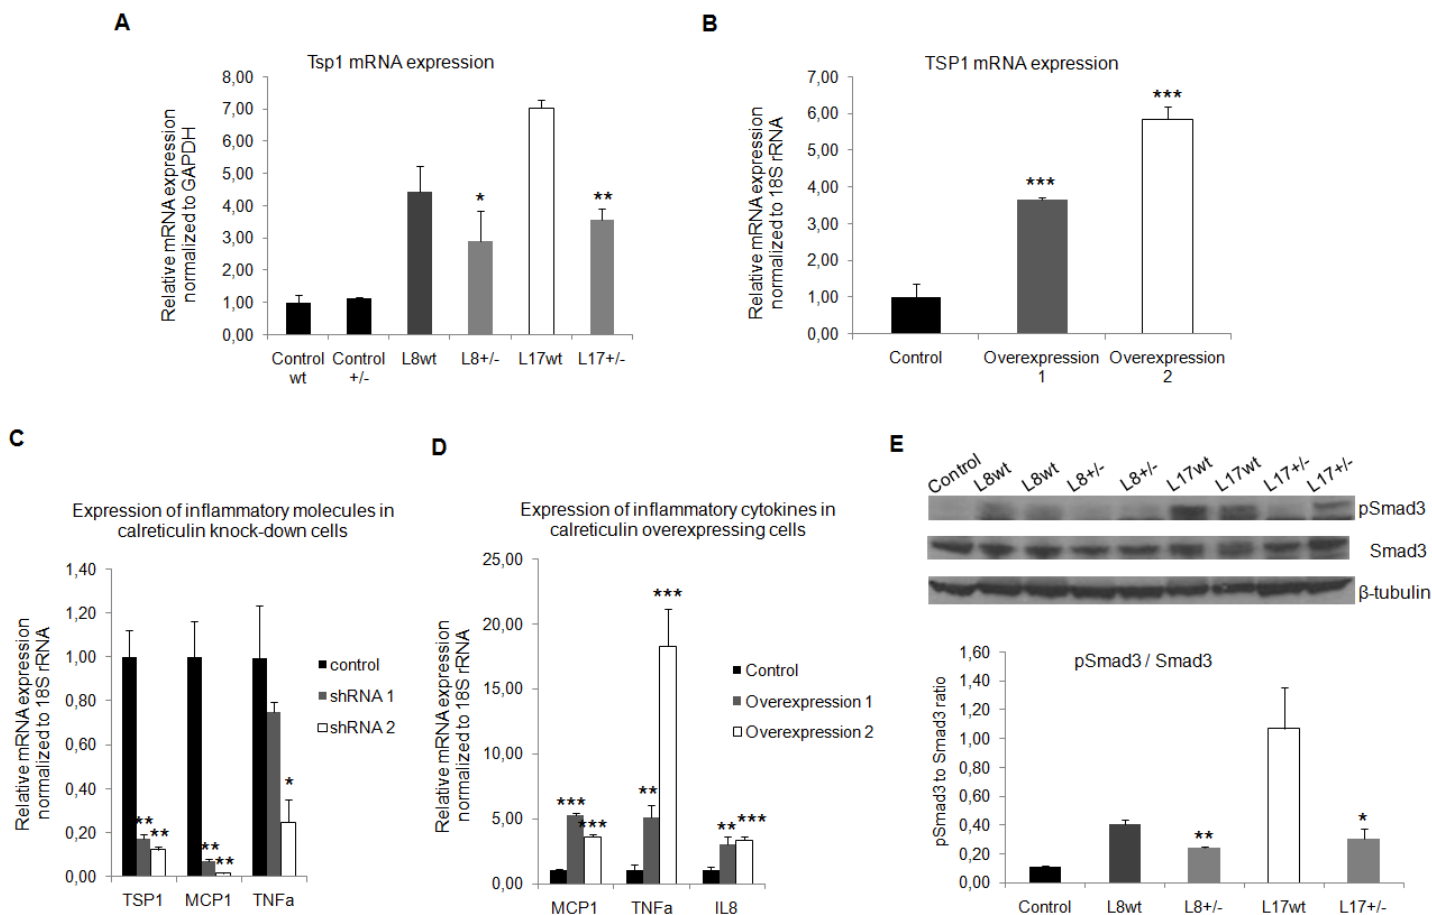 A
Tsp1 mRNA expression
Relative mRNA expression
normalized to GAPDH
8,00
7,00
6,00
5,00
4,00
3,00
2,00
1,00
0,00
*
**
Control
wt
Control
+/-
L8wt
L8+/-
L17wt
L17+/-
B
TSP1 mRNA expression
Relative mRNA expression
normalized to 18S rRNA
7,00
6,00
5,00
4,00
3,00
2,00
1,00
0,00
***
***
Control
Overexpression
1
Overexpression
2
C
Expression of inflammatory molecules in
calreticulin knock-down cells
Relative mRNA expression
normalized to 18S rRNA
1,40
1,20
1,00
0,80
0,60
0,40
0,20
0,00
**
**
**
**
*
control
shRNA 1
shRNA 2
TSP1
MCP1
TNFa
D
Expression of inflammatory cytokines in
calreticulin overexpressing cells
Relative mRNA expression
normalized to 18S rRNA
25,00
20,00
15,00
10,00
5,00
0,00
***
***
**
***
**
***
Control
Overexpression 1
Overexpression 2
MCP1
TNFa
IL8
E
Control
L8wt
L8wt
L8+/-
L8+/-
L17wt
L17wt
L17+/-
L17+/-
pSmad3
Smad3
β-tubulin
pSmad3 / Smad3
pSmad3 to Smad3 ratio
1,60
1,40
1,20
1,00
0,80
0,60
0,40
0,20
0,00
**
*
Control
L8wt
L8+/-
L17wt
L17+/-